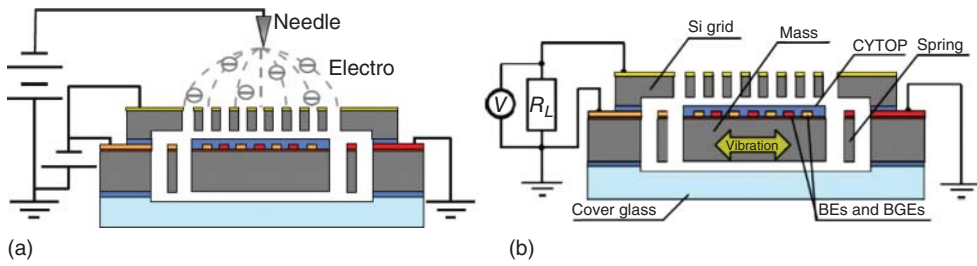 Needle
Electro
(a)
Si grid
Mass
CYTOP
Spring
V
R_L
Vibration
Cover glass
BEs and BGEs
(b)